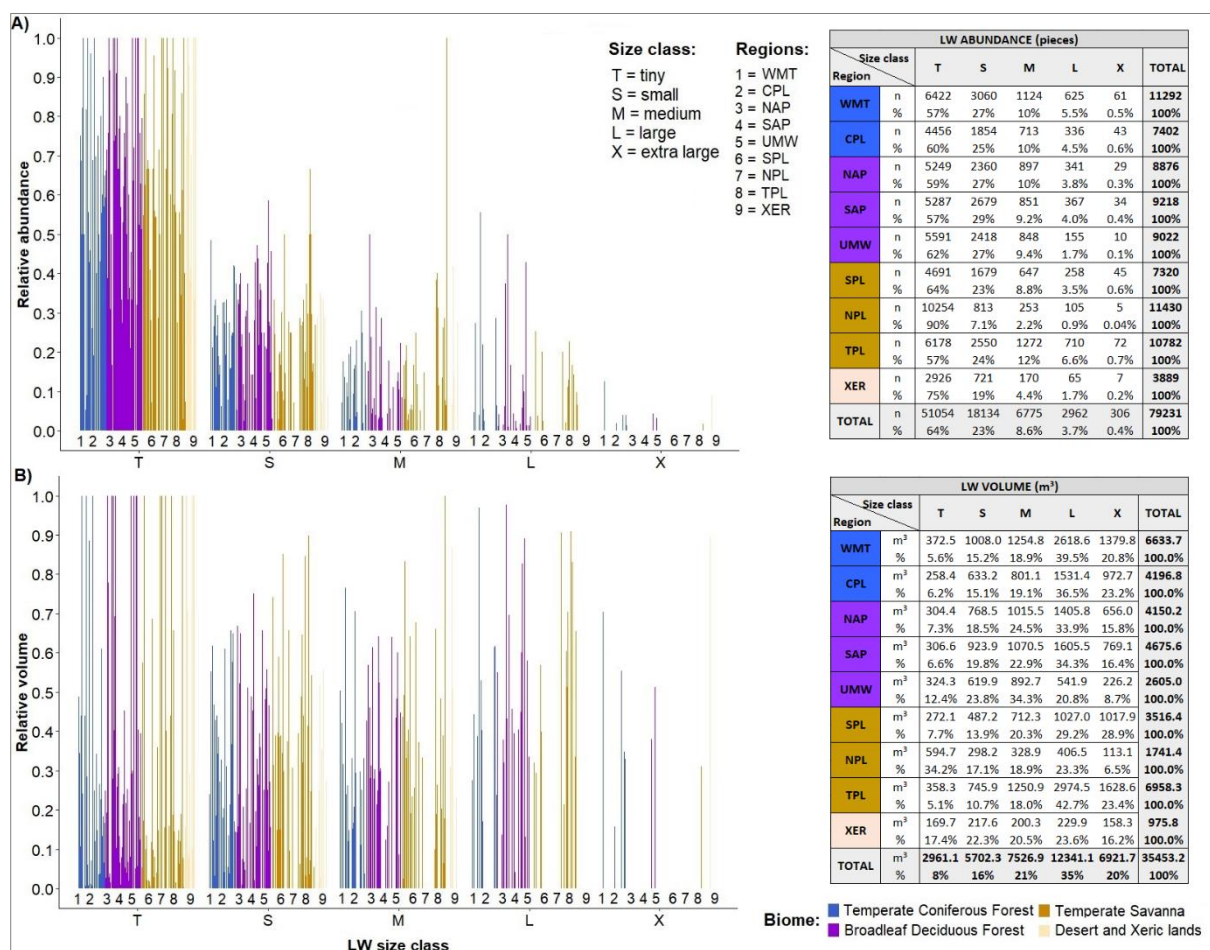 A)
Relative abundance
1.0
0.9
0.8
0.7
0.6
0.5
0.4
0.3
0.2
0.1
0.0
1 2 3 4 5 6 7 8 9 1 2 3 4 5 6 7 8 9 1 2 3 4 5 6 7 8 9 1 2 3 4 5 6 7 8 9 1 2 3 4 5 6 7 8 9
T S M L X
Size class:
T = tiny
S = small
M = medium
L = large
X = extra large
Regions:
1 = WMT
2 = CPL
3 = NAP
4 = SAP
5 = UMW
6 = SPL
7 = NPL
8 = TPL
9 = XER
LW ABUNDANCE (pieces)
Size class
Region
T S M L X TOTAL
WMT n 6422 3060 1124 625 61 11292
% 57% 27% 10% 5.5% 0.5% 100%
CPL n 4456 1854 713 336 43 7402
% 60% 25% 10% 4.5% 0.6% 100%
NAP n 5249 2360 897 341 29 8876
% 59% 27% 10% 3.8% 0.3% 100%
SAP n 5287 2679 851 367 34 9218
% 57% 29% 9.2% 4.0% 0.4% 100%
UMW n 5591 2418 848 155 10 9022
% 62% 27% 9.4% 1.7% 0.1% 100%
SPL n 4691 1679 647 258 45 7320
% 64% 23% 8.8% 3.5% 0.6% 100%
NPL n 10254 813 253 105 5 11430
% 90% 7.1% 2.2% 0.9% 0.04% 100%
TPL n 6178 2550 1272 710 72 10782
% 57% 24% 12% 6.6% 0.7% 100%
XER n 2926 721 170 65 7 3889
% 75% 19% 4.4% 1.7% 0.2% 100%
TOTAL n 51054 18134 6775 2962 306 79231
% 64% 23% 8.6% 3.7% 0.4% 100%
B)
Relative volume
1.0
0.9
0.8
0.7
0.6
0.5
0.4
0.3
0.2
0.1
0.0
1 2 3 4 5 6 7 8 9 1 2 3 4 5 6 7 8 9 1 2 3 4 5 6 7 8 9 1 2 3 4 5 6 7 8 9 1 2 3 4 5 6 7 8 9
T S M L X
LW size class
LW VOLUME (m³)
Size class
Region
T S M L X TOTAL
WMT m³ 372.5 1008.0 1254.8 2618.6 1379.8 6633.7
% 5.6% 15.2% 18.9% 39.5% 20.8% 100.0%
CPL m³ 258.4 633.2 801.1 1531.4 972.7 4196.8
% 6.2% 15.1% 19.1% 36.5% 23.2% 100.0%
NAP m³ 304.4 768.5 1015.5 1405.8 656.0 4150.2
% 7.3% 18.5% 24.5% 33.9% 15.8% 100.0%
SAP m³ 306.6 923.9 1070.5 1605.5 769.1 4675.6
% 6.6% 19.8% 22.9% 34.3% 16.4% 100.0%
UMW m³ 324.3 619.9 892.7 541.9 226.2 2605.0
% 12.4% 23.8% 34.3% 20.8% 8.7% 100.0%
SPL m³ 272.1 487.2 712.3 1027.0 1017.9 3516.4
% 7.7% 13.9% 20.3% 29.2% 28.9% 100.0%
NPL m³ 594.7 298.2 328.9 406.5 113.1 1741.4
% 34.2% 17.1% 18.9% 23.3% 6.5% 100.0%
TPL m³ 358.3 745.9 1250.9 2974.5 1628.6 6958.3
% 5.1% 10.7% 18.0% 42.7% 23.4% 100.0%
XER m³ 169.7 217.6 200.3 229.9 158.3 975.8
% 17.4% 22.3% 20.5% 23.6% 16.2% 100.0%
TOTAL m³ 2961.1 5702.3 7526.9 12341.1 6921.7 35453.2
% 8% 16% 21% 35% 20% 100%
Biome: Temperate Coniferous Forest Temperate Savanna
Broadleaf Deciduous Forest Desert and Xeric lands